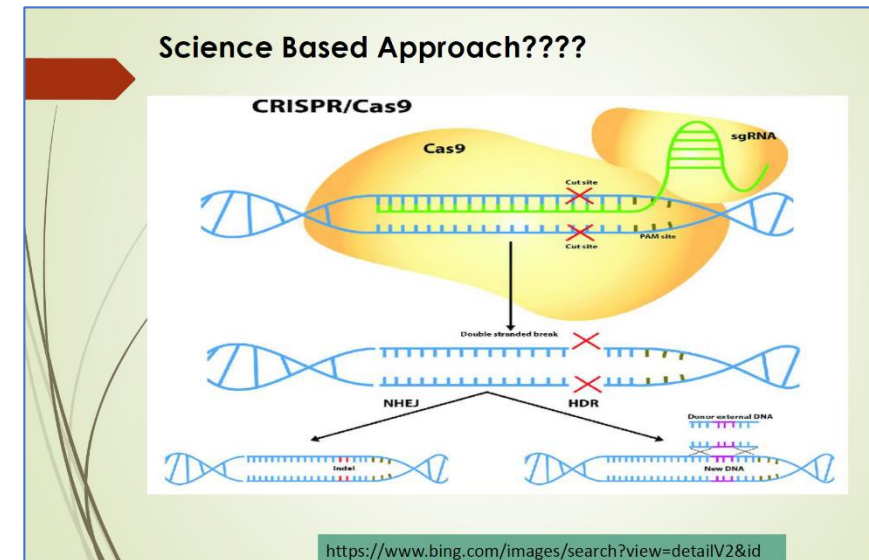 Science Based Approach????
CRISPR/Cas9
Cas9
sgRNA
Cut site
PAM site
Cut site
Double stranded break
NHEJ
HDR
Donor external DNA
Indel
New DNA
https://www.bing.com/images/search?view=detailV2&id